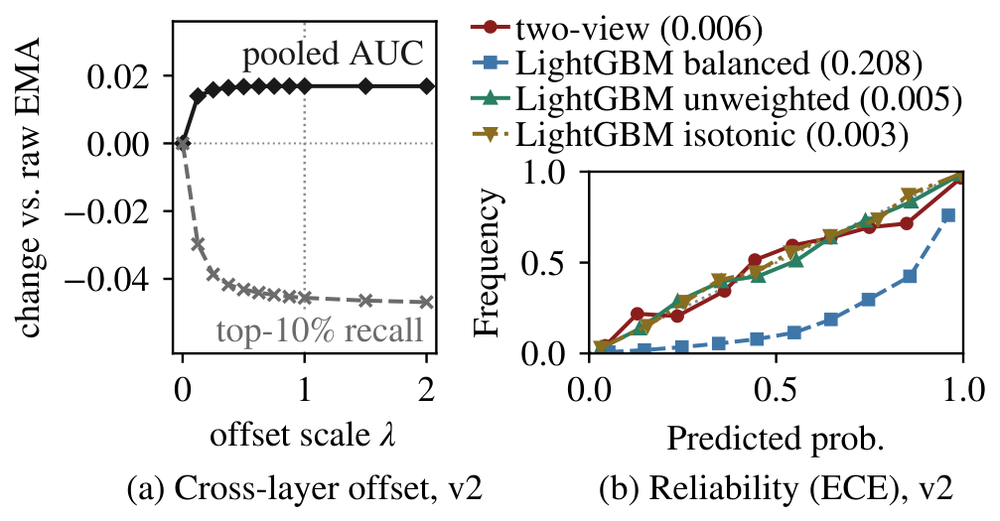 change vs. raw EMA
0.02
0.00
−0.02
−0.04
pooled AUC
top-10% recall
0
1
2
offset scale λ
(a) Cross-layer offset, v2
two-view (0.006)
LightGBM balanced (0.208)
LightGBM unweighted (0.005)
LightGBM isotonic (0.003)
Frequency
1.0
0.5
0.0
0.0
0.5
1.0
Predicted prob.
(b) Reliability (ECE), v2